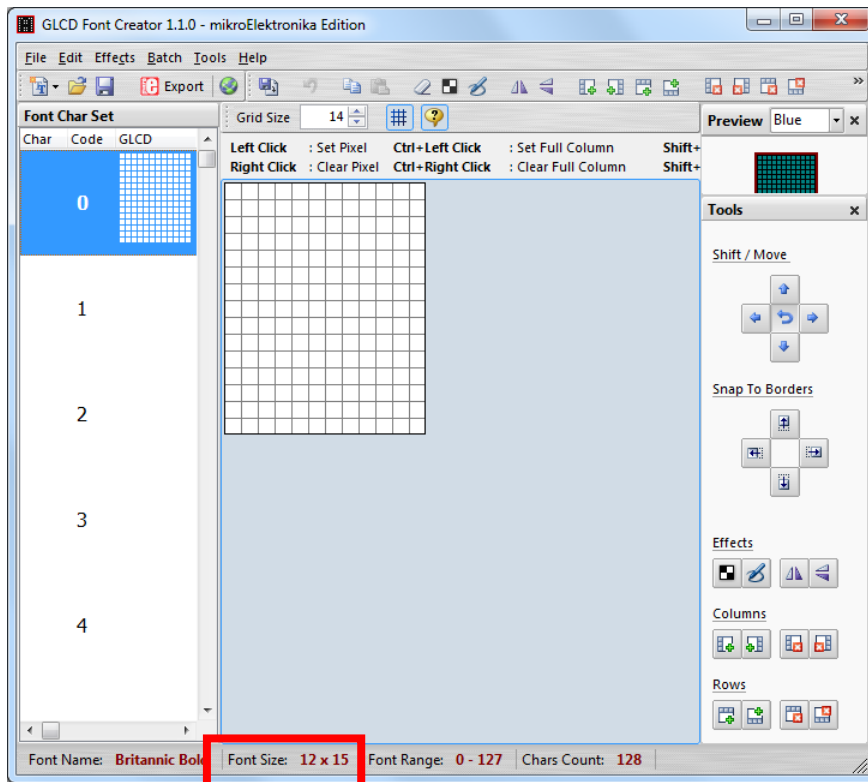 GLCD Font Creator 1.1.0 - mikroElektronika Edition
File Edit Effects Batch Tools Help
Export
Font Char Set
Grid Size 14
Preview Blue
Char Code GLCD
Left Click : Set Pixel Ctrl+Left Click : Set Full Column Shift+
Right Click : Clear Pixel Ctrl+Right Click : Clear Full Column Shift+
0
1
2
3
4
Tools
Shift / Move
Snap To Borders
Effects
Columns
Rows
Font Name: Britannic Bold Font Size: 12 x 15 Font Range: 0 - 127 Chars Count: 128